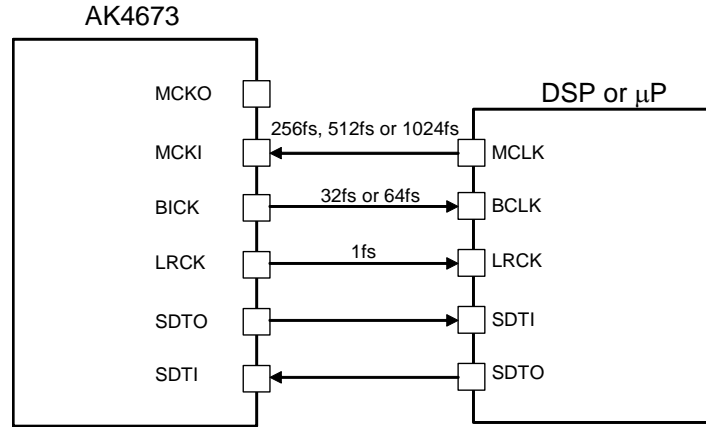 AK4673
DSP or μP
MCKO
256fs, 512fs or 1024fs
MCKI
MCLK
32fs or 64fs
BICK
BCLK
1fs
LRCK
LRCK
SDTO
SDTI
SDTI
SDTO